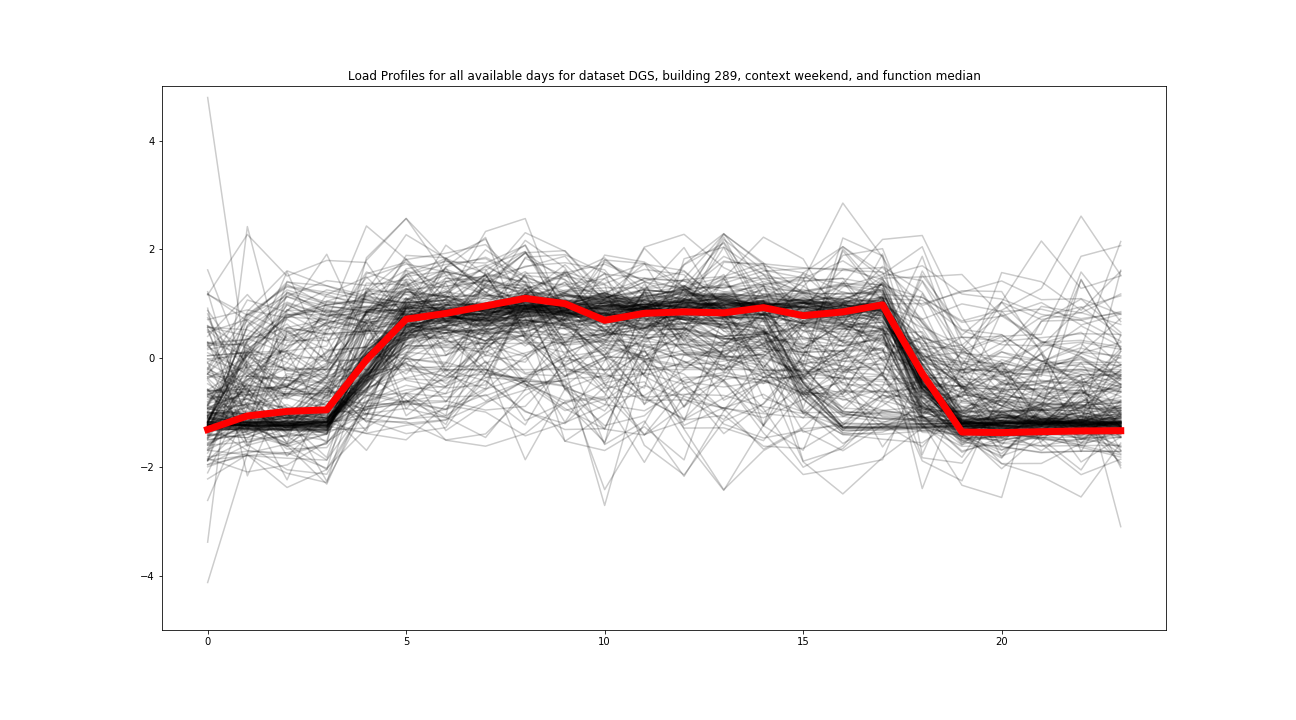 Load Profiles for all available days for dataset DGS, building 289, context weekend, and function median
4
2
0
−2
−4
0 5 10 15 20